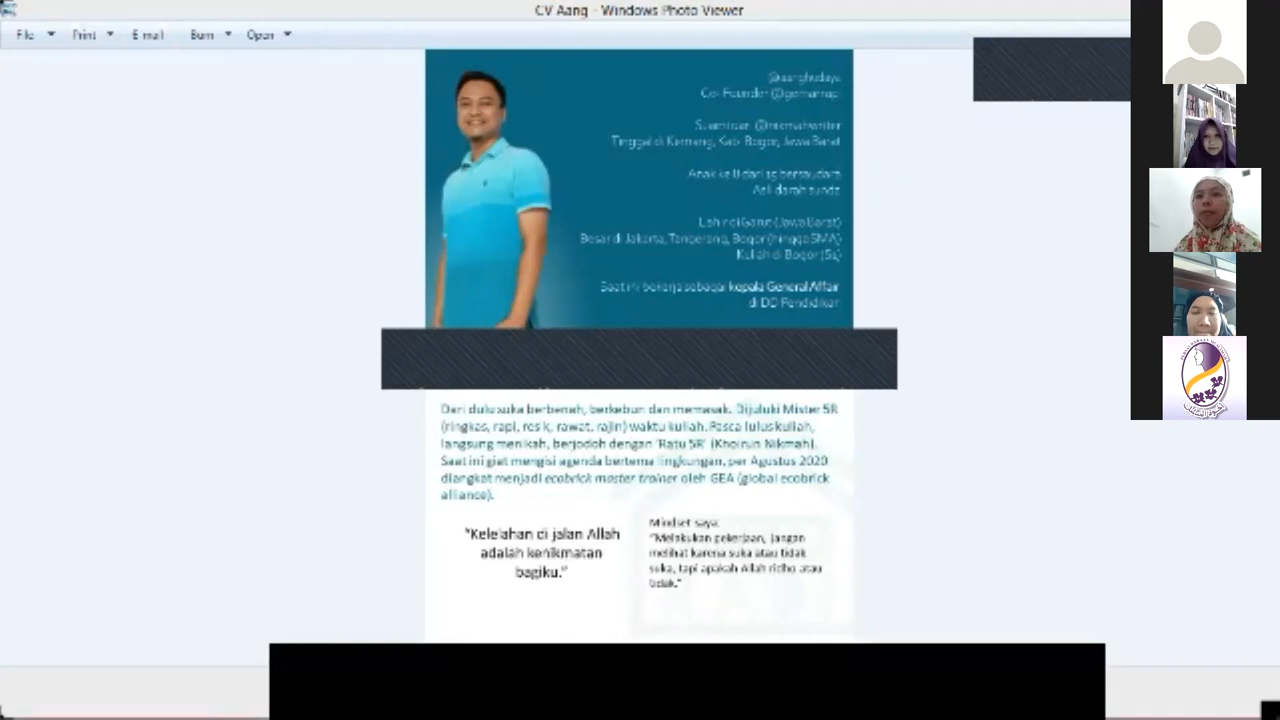 CV Aang - Windows Photo Viewer
File Print E-mail Burn Open
@aanghudaya
Co-Founder @gemarrapi
Suami dari @nikmahwriter
Tinggal di Kemang, Kab. Bogor, Jawa Barat
Anak ke 8 dari 15 bersaudara
Asli darah sunda
Lahir di Garut (Jawa Barat)
Besar di Jakarta, Tangerang, Bogor (hingga SMA)
Kuliah di Bogor (S1)
Saat ini bekerja sebagai kepala General Affair
di DD Pendidikan
Dari dulu suka berbenah, berkebun dan memasak. Dijuluki Mister 5R
(ringkas, rapi, resik, rawat, rajin) waktu kuliah. Pasca lulus kuliah,
langsung menikah, berjodoh dengan 'Ratu 5R' (Khoirun Nikmah).
Saat ini giat mengisi agenda bertema lingkungan, per Agustus 2020
diangkat menjadi ecobrick master trainer oleh GEA (global ecobrick
alliance).
"Kelelahan di jalan Allah
adalah kenikmatan
bagiku."
Mindset saya:
"Melakukan pekerjaan, jangan
melihat karena suka atau tidak
suka, tapi apakah Allah ridho atau
tidak."